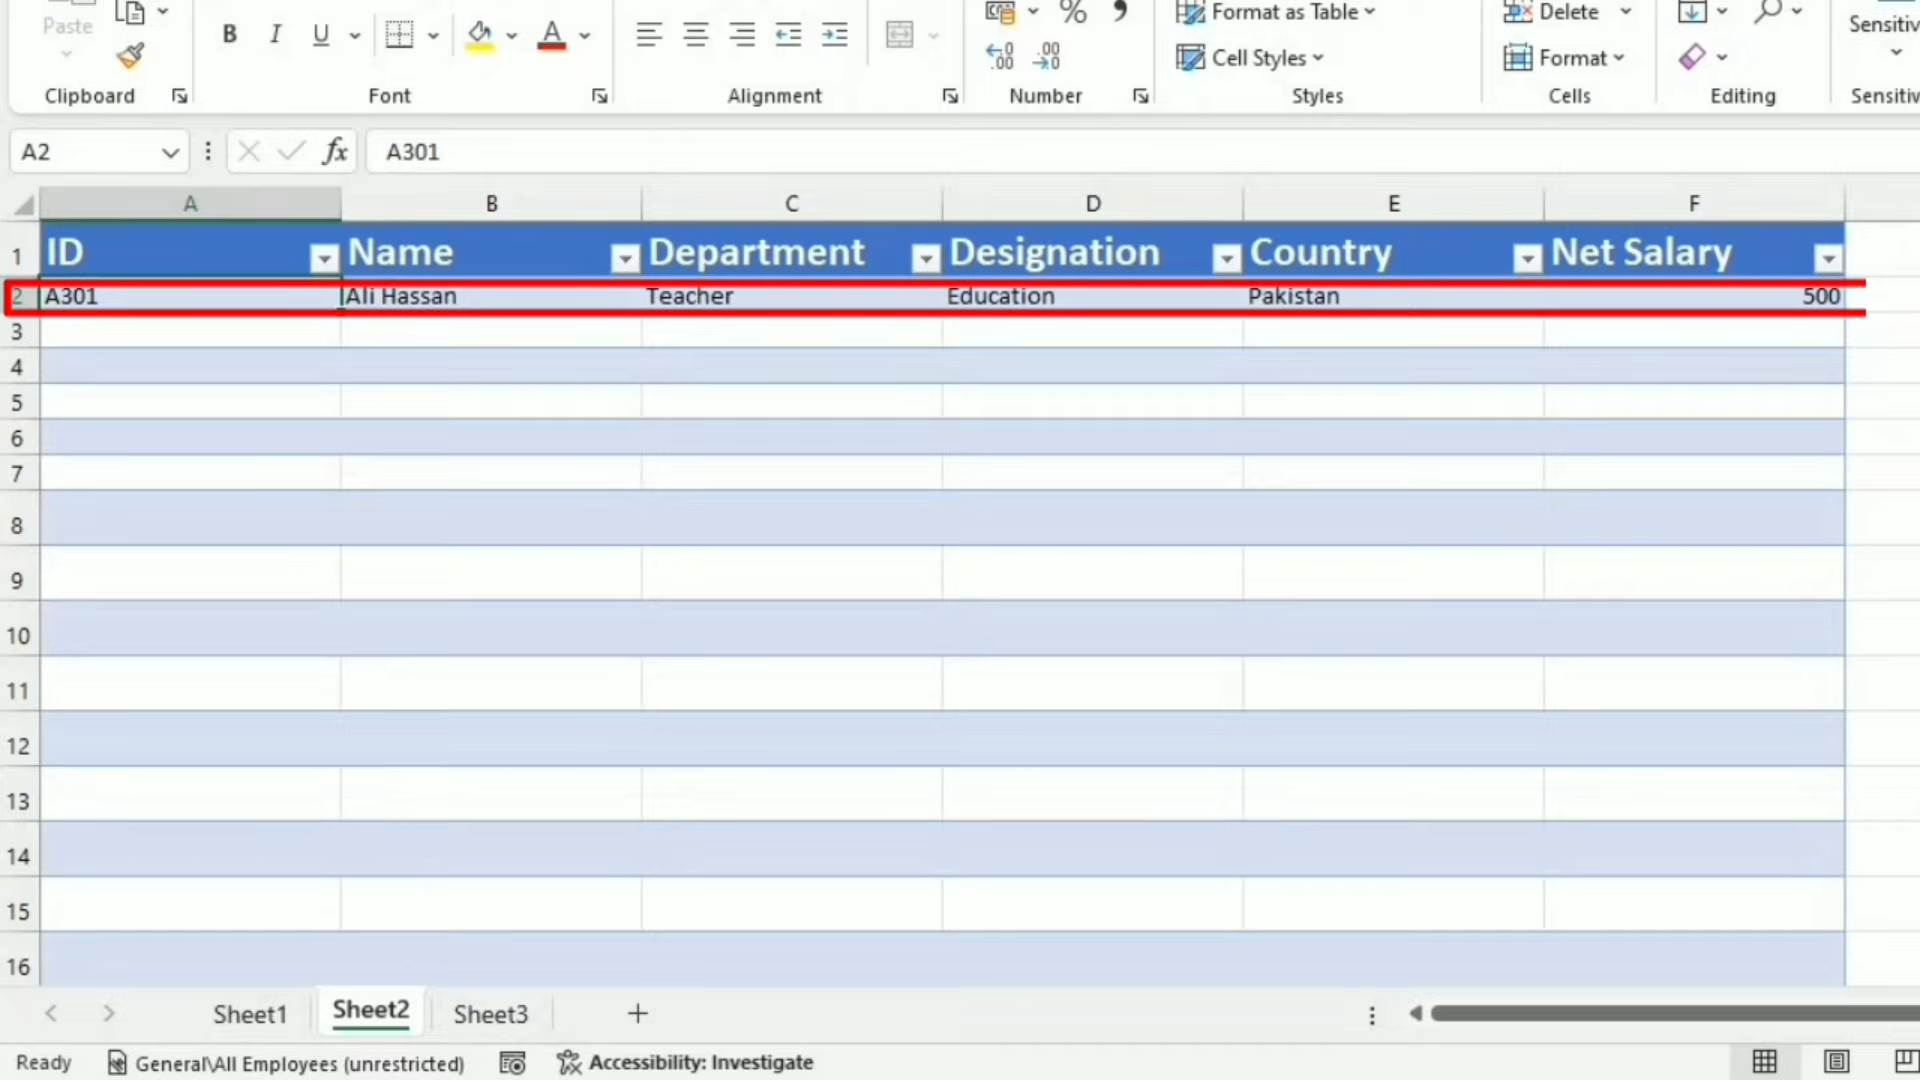 Paste
Format as Table
Delete
Sensitiv
B I U A
% ,
.00 .00
Cell Styles
Format
Clipboard Font Alignment Number Styles Cells Editing Sensitiv
A2 fx A301
A B C D E F
1 ID Name Department Designation Country Net Salary
2 A301 Ali Hassan Teacher Education Pakistan 500
3
4
5
6
7
8
9
10
11
12
13
14
15
16
Sheet1 Sheet2 Sheet3 +
Ready General\All Employees (unrestricted) Accessibility: Investigate